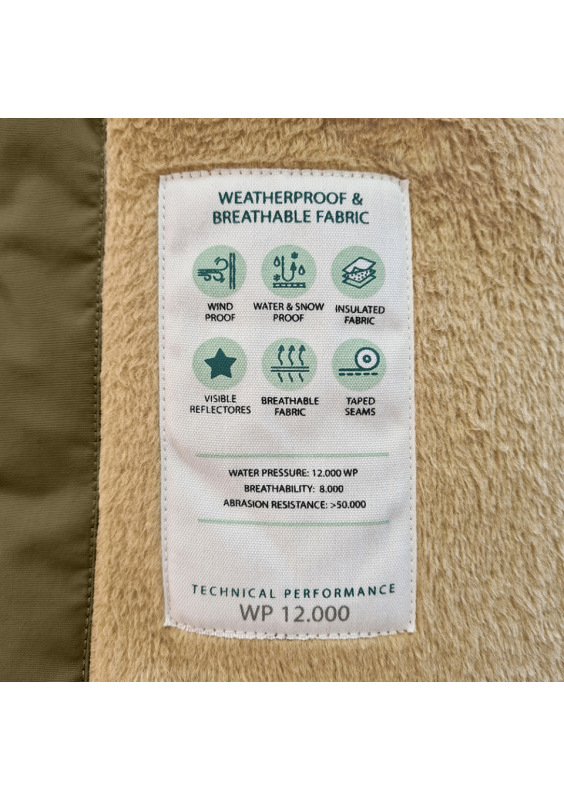 WEATHERPROOF &
BREATHABLE FABRIC
WIND
PROOF
WATER & SNOW
PROOF
INSULATED
FABRIC
VISIBLE
REFLECTORES
BREATHABLE
FABRIC
TAPED
SEAMS
WATER PRESSURE: 12.000 WP
BREATHABILITY: 8.000
ABRASION RESISTANCE: >50.000
TECHNICAL PERFORMANCE
WP 12.000